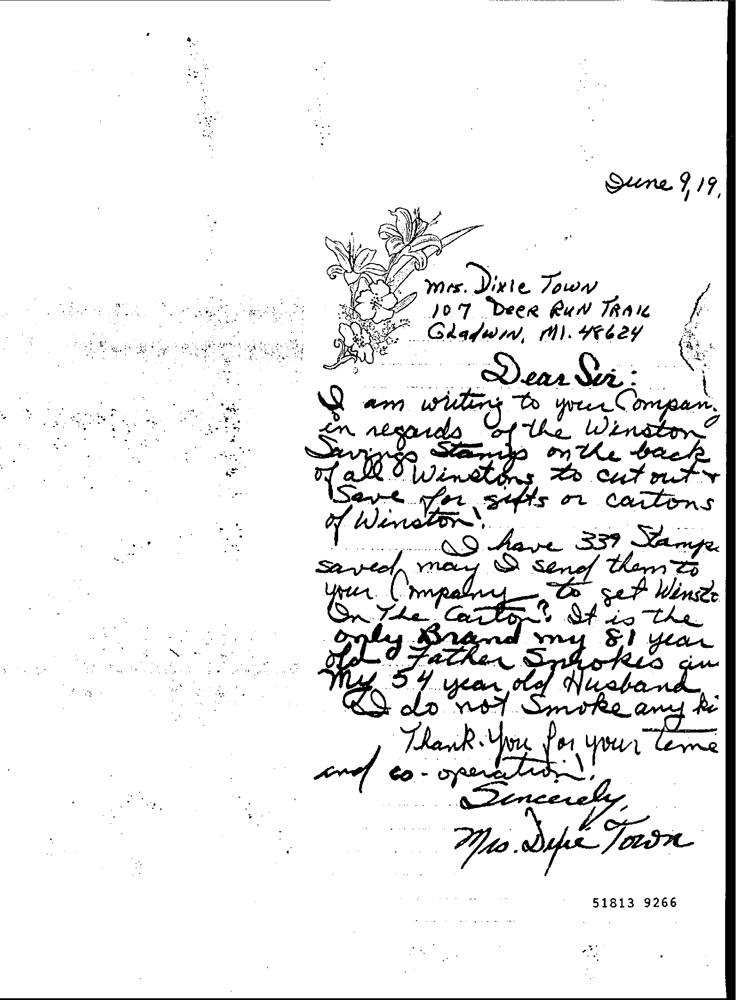 June 9, 19
Mrs. Dixie Town
107 Deer Run Trail
Gladwin, MI. 48624
Dear Sir:
I am writing to your Compan
in regards of the Winston
Savings Stamps on the back
of all Winstons to cut out +
Save for gifts or cartons
of Winston!
I have 339 Stamps
saved may I send them to
your Company to get Winsto
In The Carton? It is the
only Brand my 81 year
old Father Smokes an
My 54 year old Husband
I do not Smoke any ki
Thank-You for your time
and co-operation!
Sincerely,
Mrs. Dixie Town
51813 9266